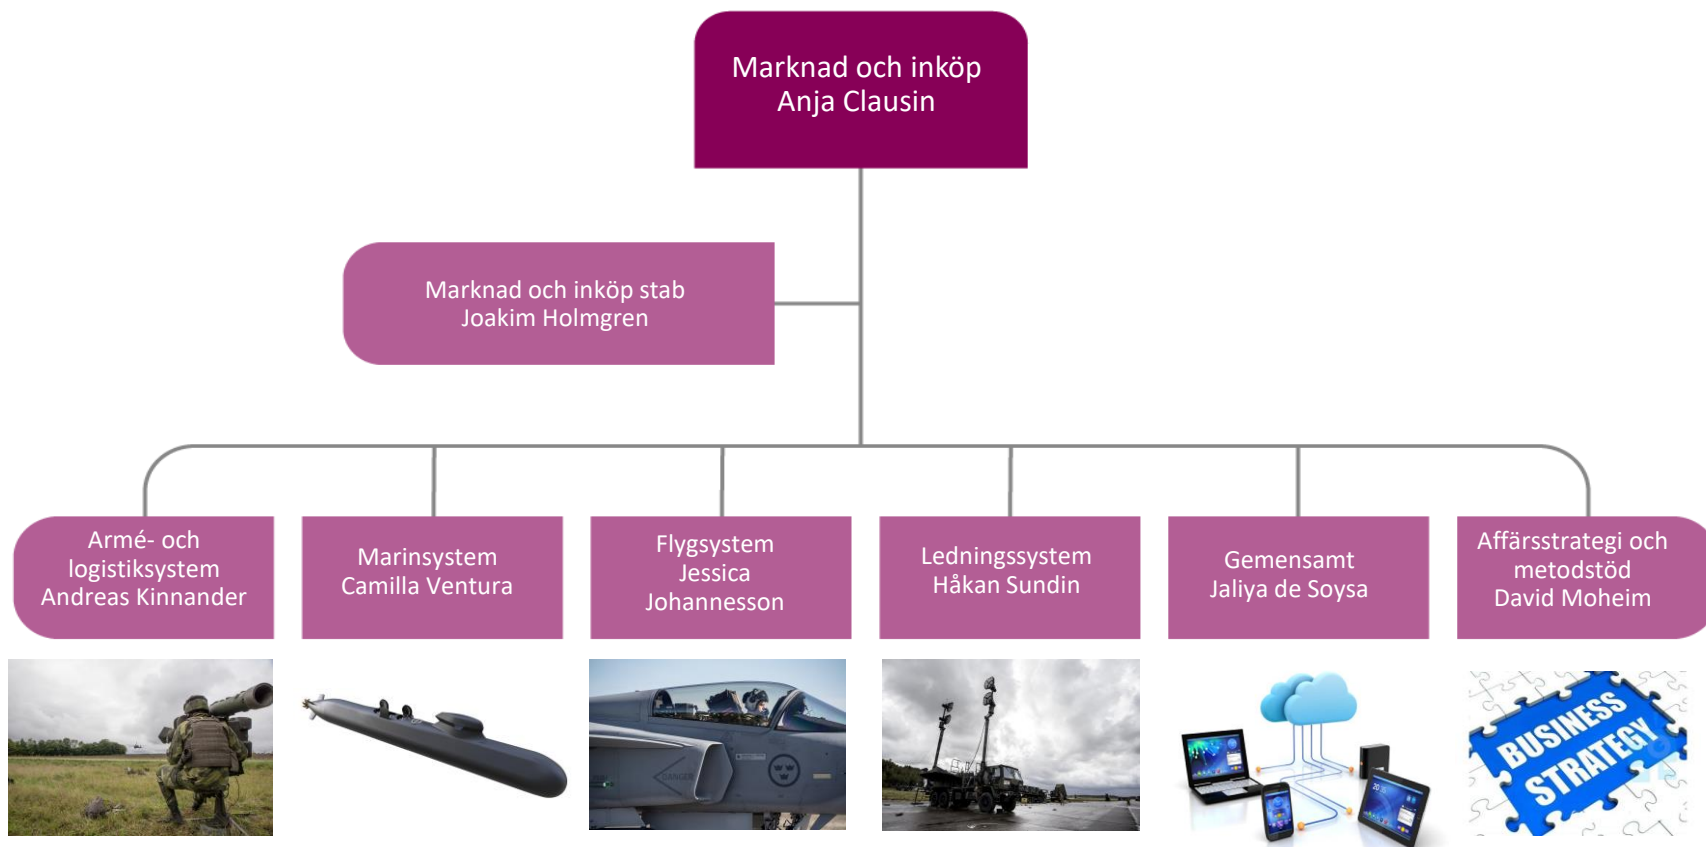 Marknad och inköp
Anja Clausin
Marknad och inköp stab
Joakim Holmgren
Armé- och
logistiksystem
Andreas Kinnander
Marinsystem
Camilla Ventura
Flygsystem
Jessica
Johannesson
Ledningssystem
Håkan Sundin
Gemensamt
Jaliya de Soysa
Affärsstrategi och
metodstöd
David Moheim
DANGER
BUSINESS
STRATEGY